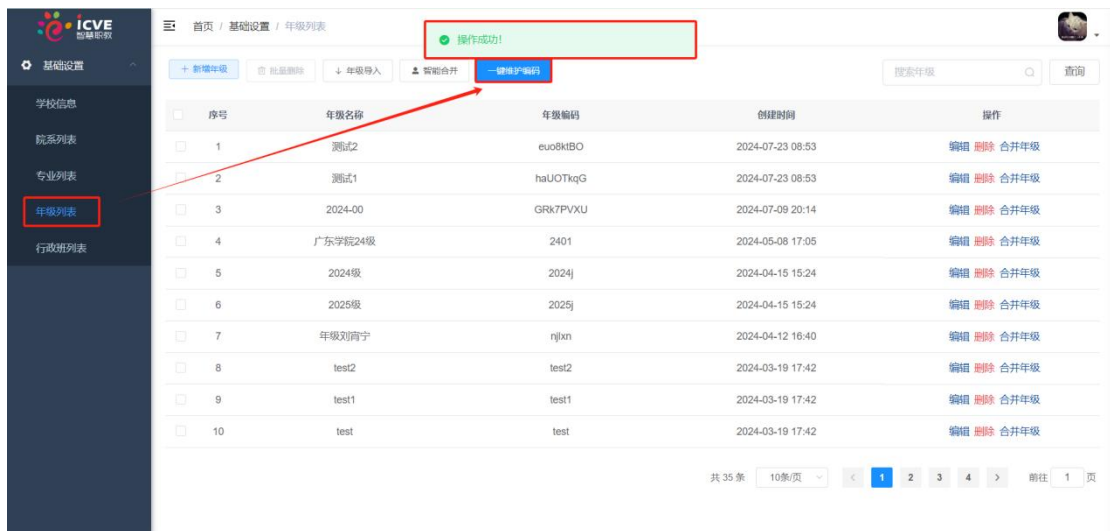 iCVE
智慧职教
首页 / 基础设置 / 年级列表
操作成功!
基础设置
学校信息
院系列表
专业列表
年级列表
行政班列表
+ 新增年级 批量删除 年级导入 智能合并 一键维护编码 搜索年级 查询
序号 年级名称 年级编码 创建时间 操作
1 测试2 euo8ktBO 2024-07-23 08:53 编辑 删除 合并年级
2 测试1 haUOTkqG 2024-07-23 08:53 编辑 删除 合并年级
3 2024-00 GRk7PVXU 2024-07-09 20:14 编辑 删除 合并年级
4 广东学院24级 2401 2024-05-08 17:05 编辑 删除 合并年级
5 2024级 2024j 2024-04-15 15:24 编辑 删除 合并年级
6 2025级 2025j 2024-04-15 15:24 编辑 删除 合并年级
7 年级刘宵宁 njlxn 2024-04-12 16:40 编辑 删除 合并年级
8 test2 test2 2024-03-19 17:42 编辑 删除 合并年级
9 test1 test1 2024-03-19 17:42 编辑 删除 合并年级
10 test test 2024-03-19 17:42 编辑 删除 合并年级
共 35 条 10条/页 < 1 2 3 4 > 前往 1 页